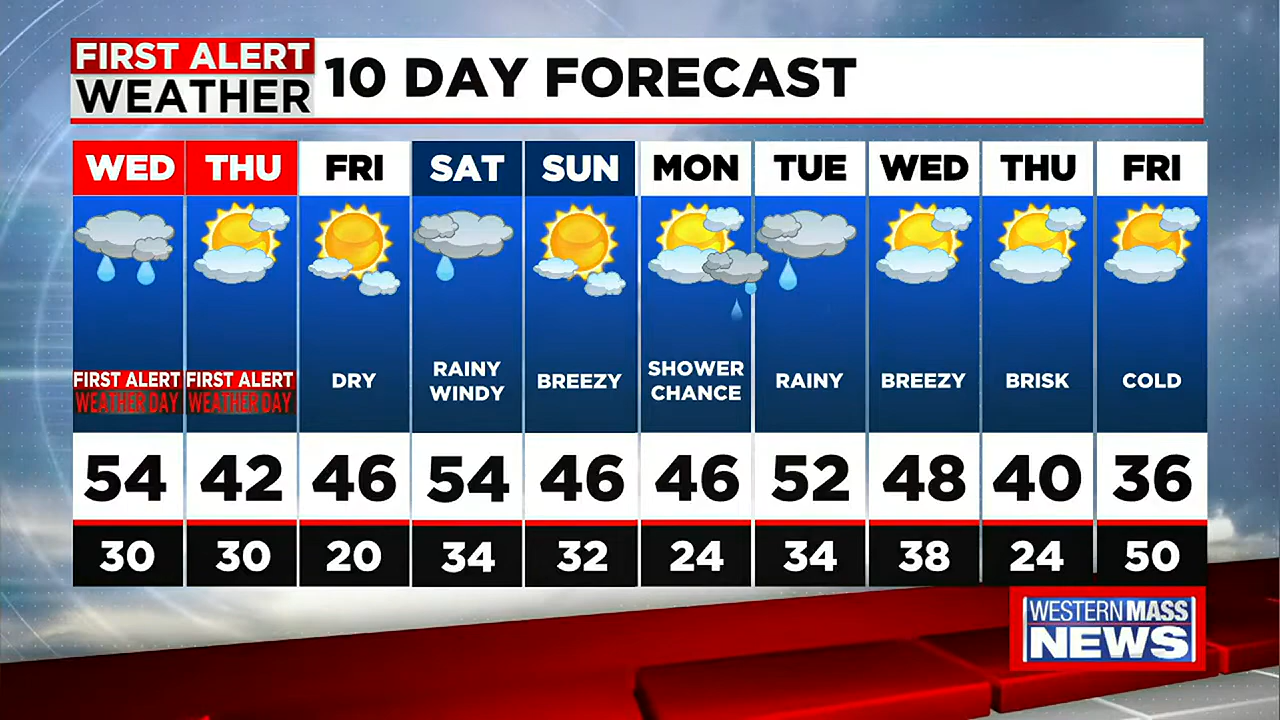 FIRST ALERT
WEATHER
10 DAY FORECAST
WED THU FRI SAT SUN MON TUE WED THU FRI
FIRST ALERT
WEATHER DAY
FIRST ALERT
WEATHER DAY
DRY
RAINY
WINDY
BREEZY
SHOWER
CHANCE
RAINY
BREEZY
BRISK
COLD
54 42 46 54 46 46 52 48 40 36
30 30 20 34 32 24 34 38 24 50
WESTERN MASS
NEWS